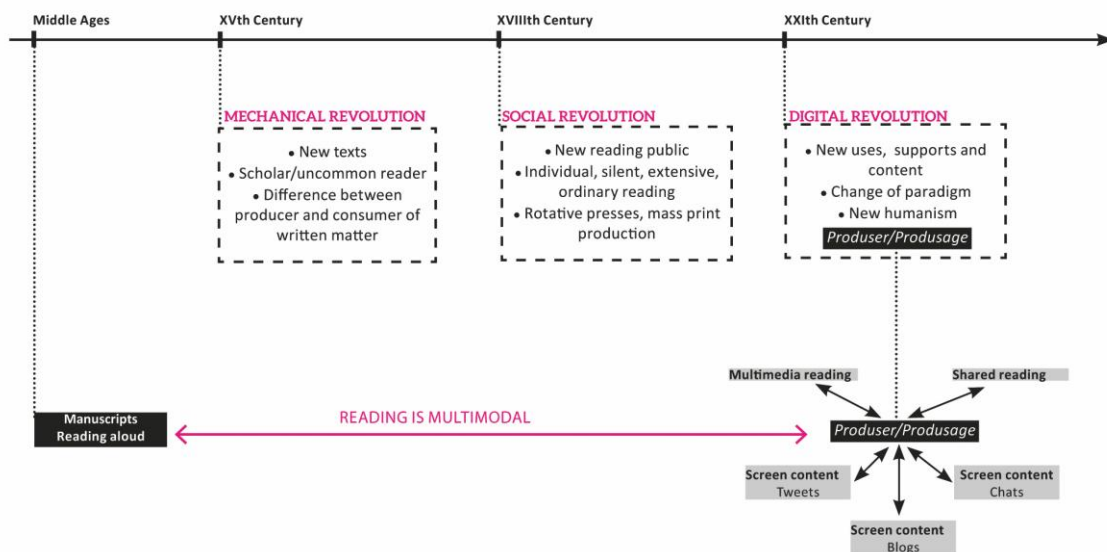 Middle Ages
XVth Century
XVIIIth Century
XXIth Century
MECHANICAL REVOLUTION
• New texts
• Scholar/uncommon reader
• Difference between
producer and consumer of
written matter
SOCIAL REVOLUTION
• New reading public
• Individual, silent, extensive,
ordinary reading
• Rotative presses, mass print
production
DIGITAL REVOLUTION
• New uses, supports and
content
• Change of paradigm
• New humanism
Produser/Produsage
Manuscripts
Reading aloud
READING IS MULTIMODAL
Multimedia reading
Shared reading
Produser/Produsage
Screen content
Tweets
Screen content
Blogs
Screen content
Chats